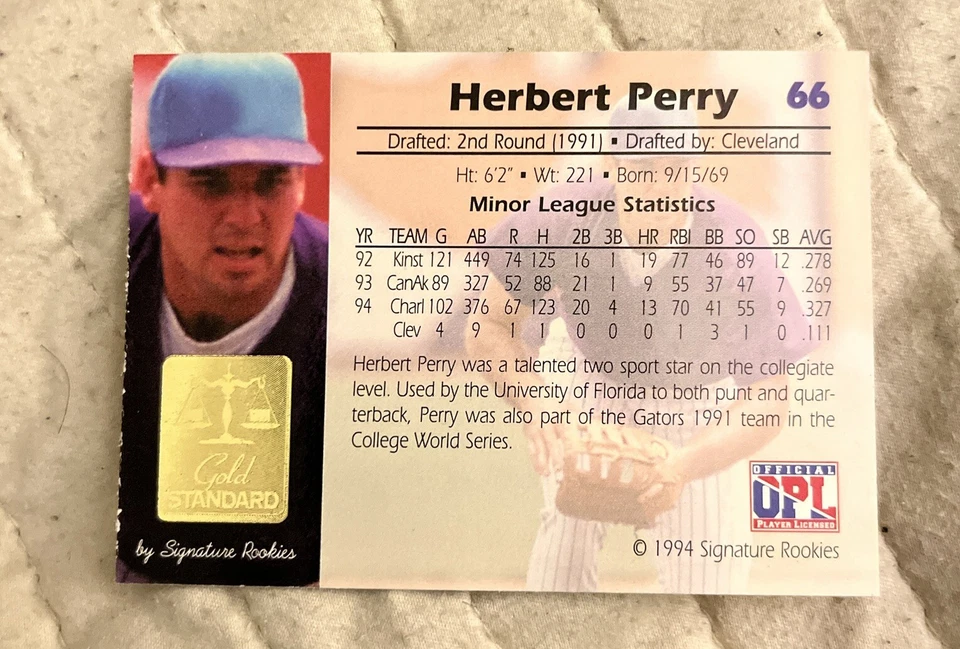 Herbert Perry 66
Drafted: 2nd Round (1991) ▪ Drafted by: Cleveland
Ht: 6'2" ▪ Wt: 221 ▪ Born: 9/15/69
Minor League Statistics
YR TEAM G AB R H 2B 3B HR RBI BB SO SB AVG
92 Kinst 121 449 74 125 16 1 19 77 46 89 12 .278
93 CanAk 89 327 52 88 21 1 9 55 37 47 7 .269
94 Charl 102 376 67 123 20 4 13 70 41 55 9 .327
Clev 4 9 1 1 0 0 0 1 3 1 0 .111
Herbert Perry was a talented two sport star on the collegiate
level. Used by the University of Florida to both punt and quar-
terback, Perry was also part of the Gators 1991 team in the
College World Series.
Gold
STANDARD
by Signature Rookies
OFFICIAL
OPL
PLAYER LICENSED
© 1994 Signature Rookies